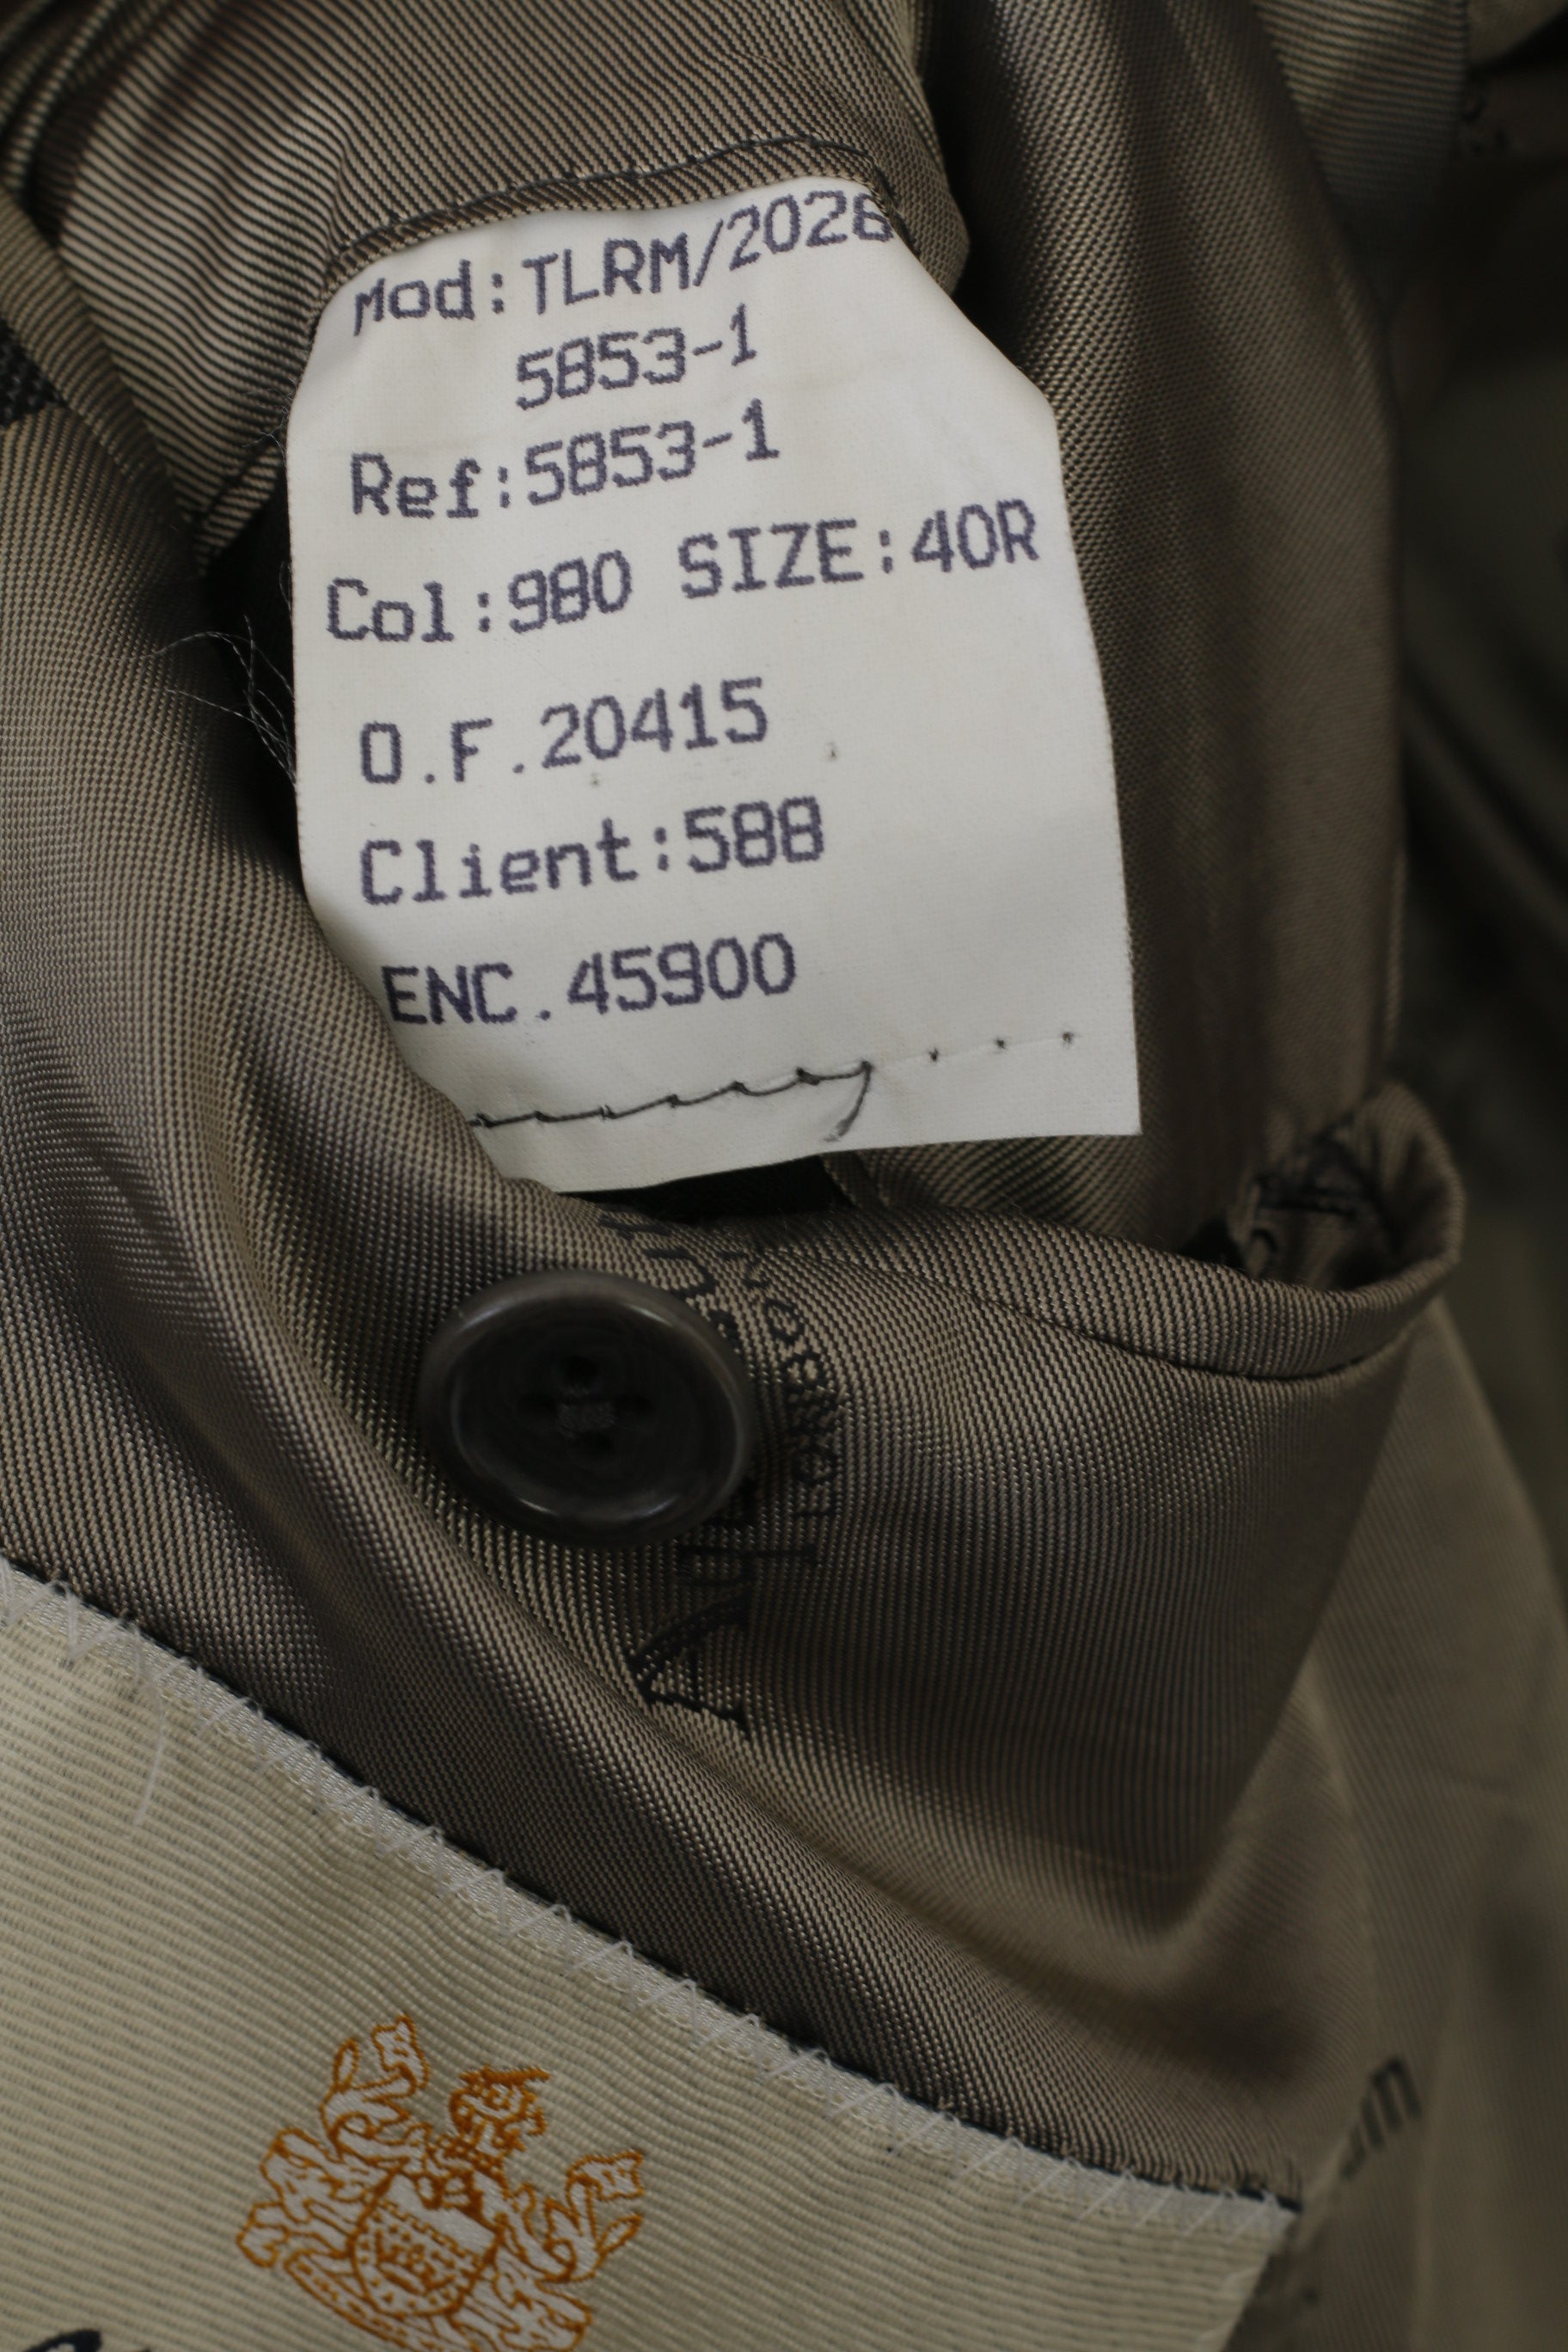 Mod:TLRM/2026
5853-1
Ref:5853-1
Col:980 SIZE:40R
O.F.20415
Client:588
ENC.45900